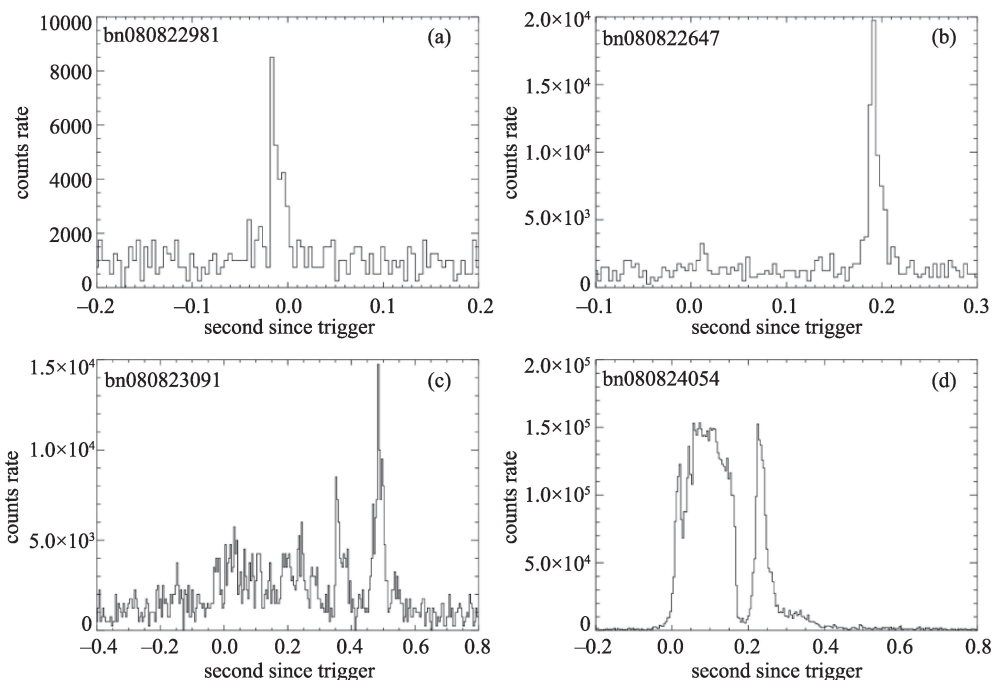 10000
8000
6000
4000
2000
0
counts rate
bn080822981
(a)
−0.2
−0.1
0.0
0.1
0.2
second since trigger
2.0×10⁴
1.5×10⁴
1.0×10⁴
5.0×10³
0
counts rate
bn080822647
(b)
−0.1
0.0
0.1
0.2
0.3
second since trigger
1.5×10⁴
1.0×10⁴
5.0×10³
0
counts rate
bn080823091
(c)
−0.4
−0.2
0.0
0.2
0.4
0.6
0.8
second since trigger
2.0×10⁵
1.5×10⁵
1.0×10⁵
5.0×10⁴
0
counts rate
bn080824054
(d)
−0.2
0.0
0.2
0.4
0.6
0.8
second since trigger